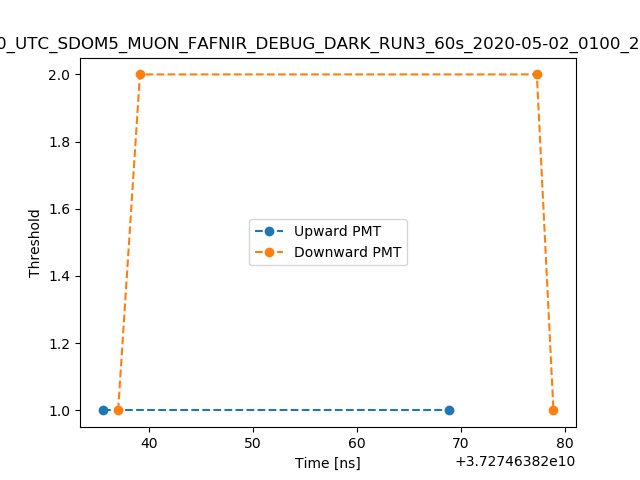 0_UTC_SDOM5_MUON_FAFNIR_DEBUG_DARK_RUN3_60s_2020-05-02_0100_2
2.0
1.8
1.6
1.4
1.2
1.0
Threshold
Upward PMT
Downward PMT
40 50 60 70 80
Time [ns]
+3.72746382e10